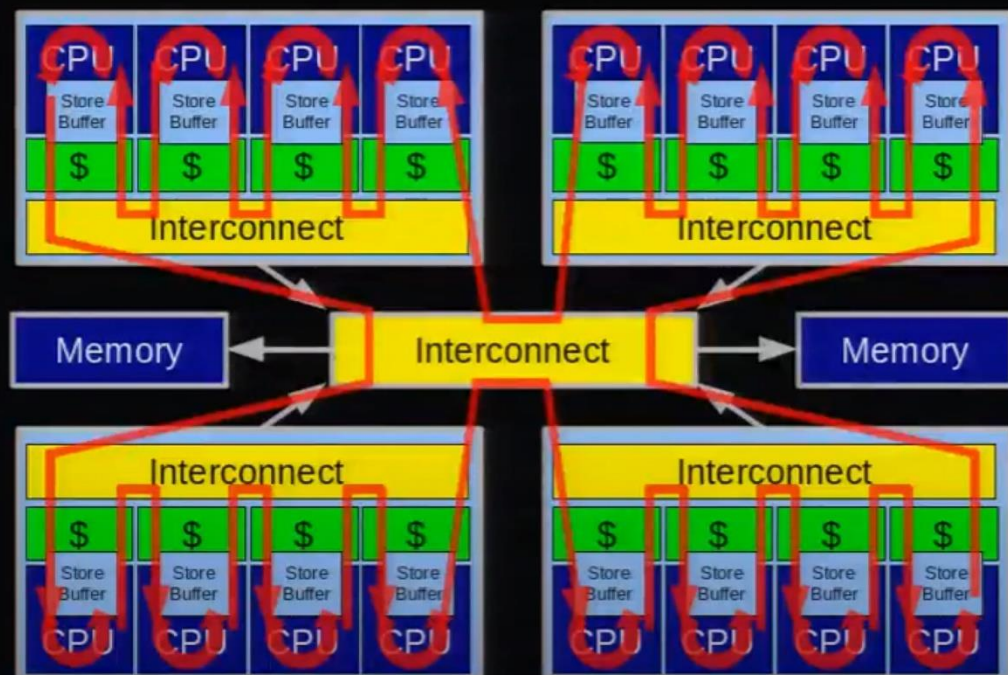 CPU CPU CPU CPU CPU CPU CPU CPU
Store Store Store Store Store Store Store Store
Buffer Buffer Buffer Buffer Buffer Buffer Buffer Buffer
$ $ $ $ $ $ $ $
Interconnect Interconnect
Memory Interconnect Memory
Interconnect Interconnect
$ $ $ $ $ $ $ $
Store Store Store Store Store Store Store Store
Buffer Buffer Buffer Buffer Buffer Buffer Buffer Buffer
CPU CPU CPU CPU CPU CPU CPU CPU